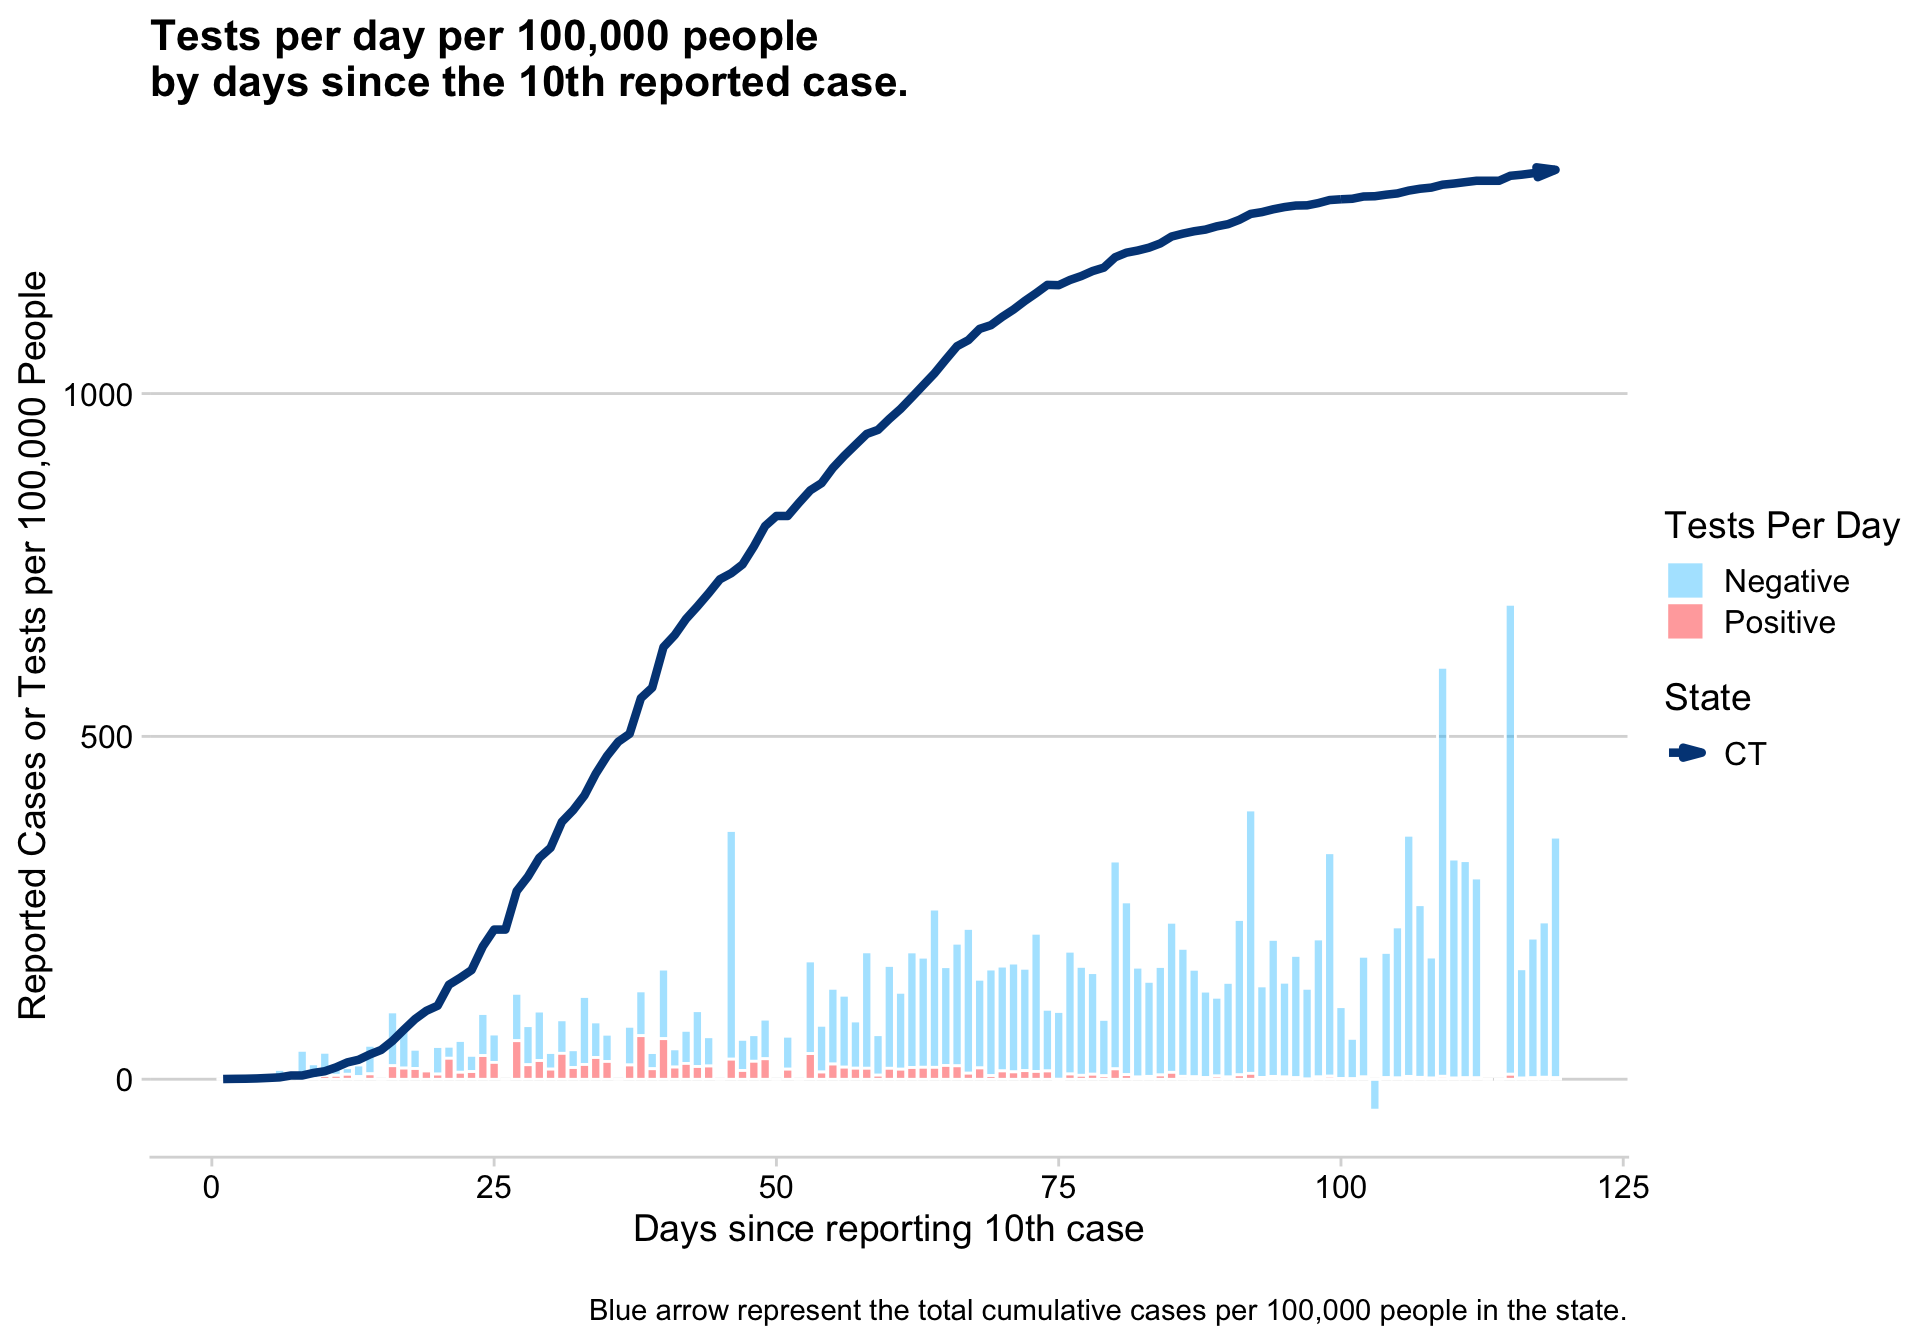 Tests per day per 100,000 people
by days since the 10th reported case.
Reported Cases or Tests per 100,000 People
1000
500
0
0
25
50
75
100
125
Days since reporting 10th case
Tests Per Day
Negative
Positive
State
CT
Blue arrow represent the total cumulative cases per 100,000 people in the state.